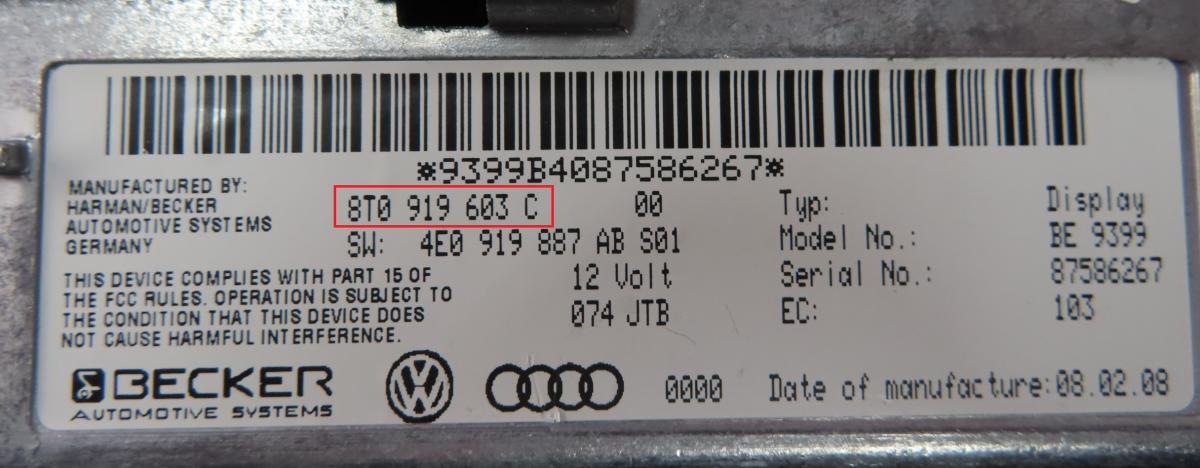 *9399B4087586267*
MANUFACTURED BY:
HARMAN/BECKER
AUTOMOTIVE SYSTEMS
GERMANY
8T0 919 603 C 00
SW: 4E0 919 887 AB S01
12 Volt
074 JTB
Typ: Display
Model No.: BE 9399
Serial No.: 87586267
EC: 103
THIS DEVICE COMPLIES WITH PART 15 OF
THE FCC RULES. OPERATION IS SUBJECT TO
THE CONDITION THAT THIS DEVICE DOES
NOT CAUSE HARMFUL INTERFERENCE.
BECKER
AUTOMOTIVE SYSTEMS
0000 Date of manufacture:08.02.08